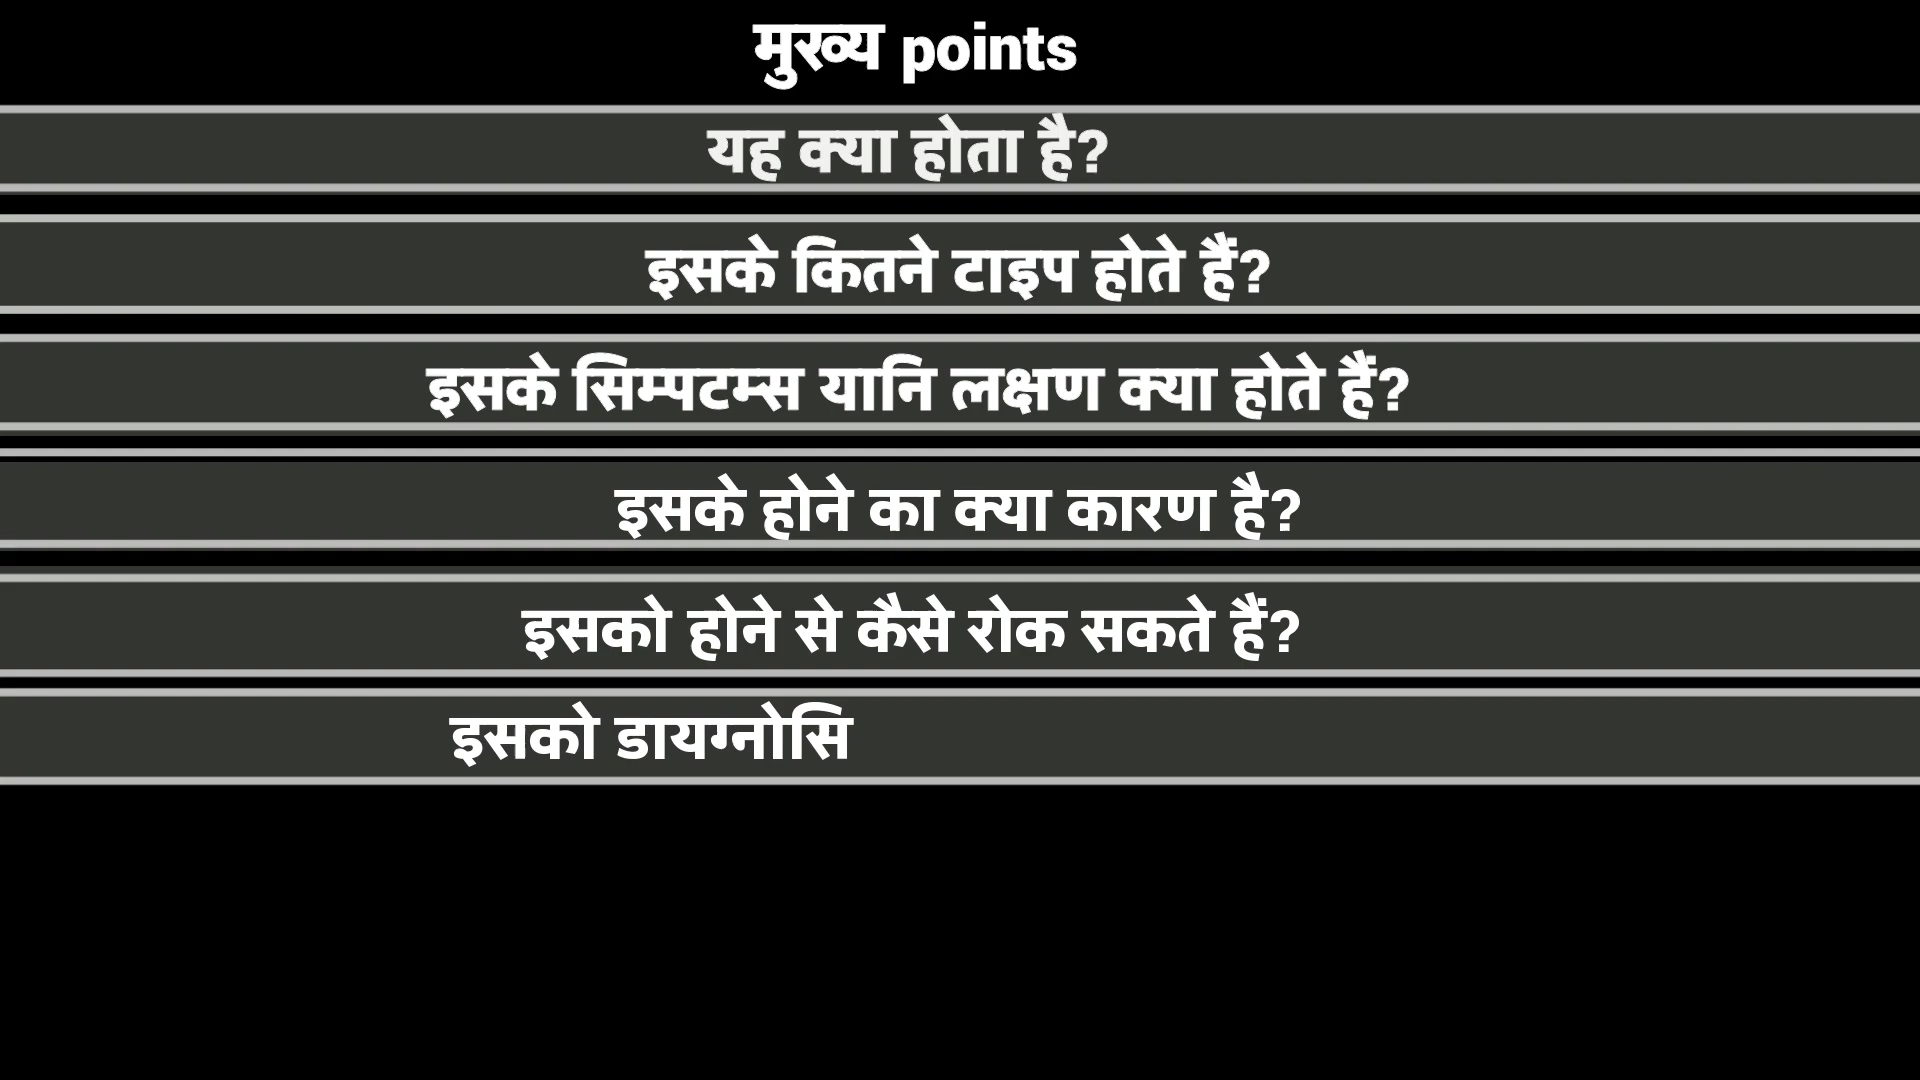 मुख्य points
यह क्या होता है?
इसके कितने टाइप होते हैं?
इसके सिम्पटम्स यानि लक्षण क्या होते हैं?
इसके होने का क्या कारण है?
इसको होने से कैसे रोक सकते हैं?
इसको डायग्नोसि